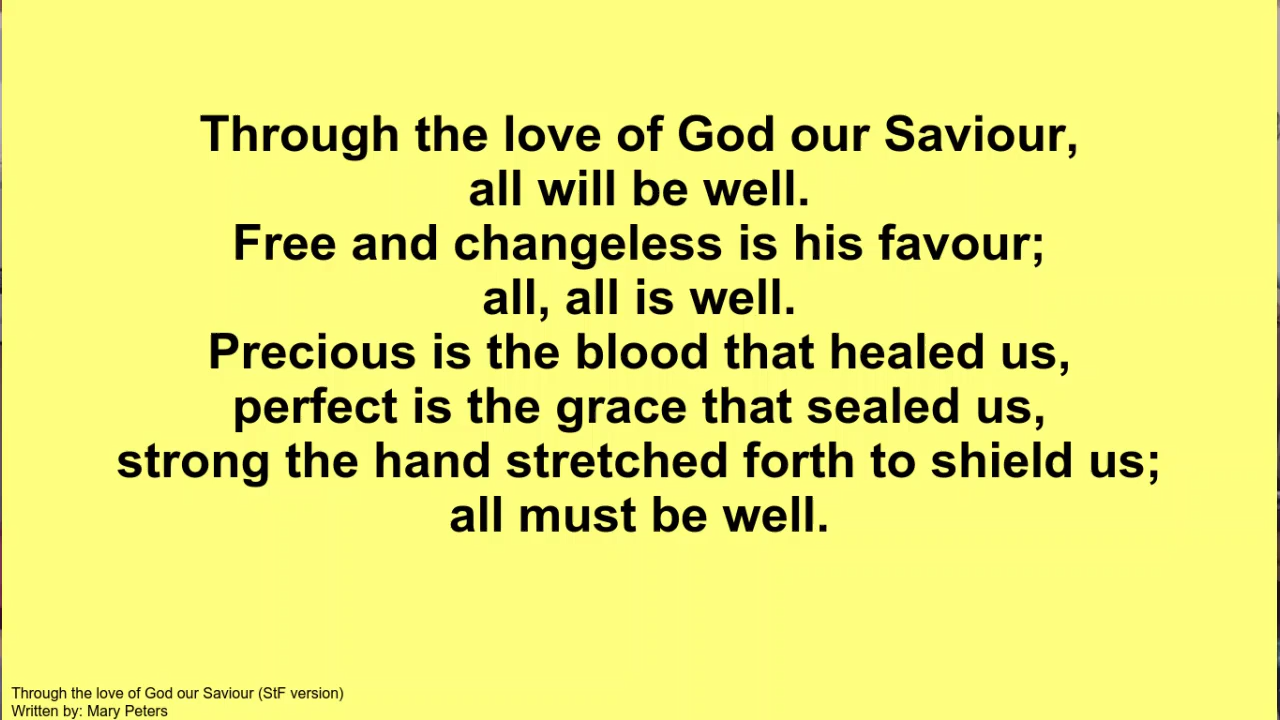 Through the love of God our Saviour,
all will be well.
Free and changeless is his favour;
all, all is well.
Precious is the blood that healed us,
perfect is the grace that sealed us,
strong the hand stretched forth to shield us;
all must be well.
Through the love of God our Saviour (StF version)
Written by: Mary Peters